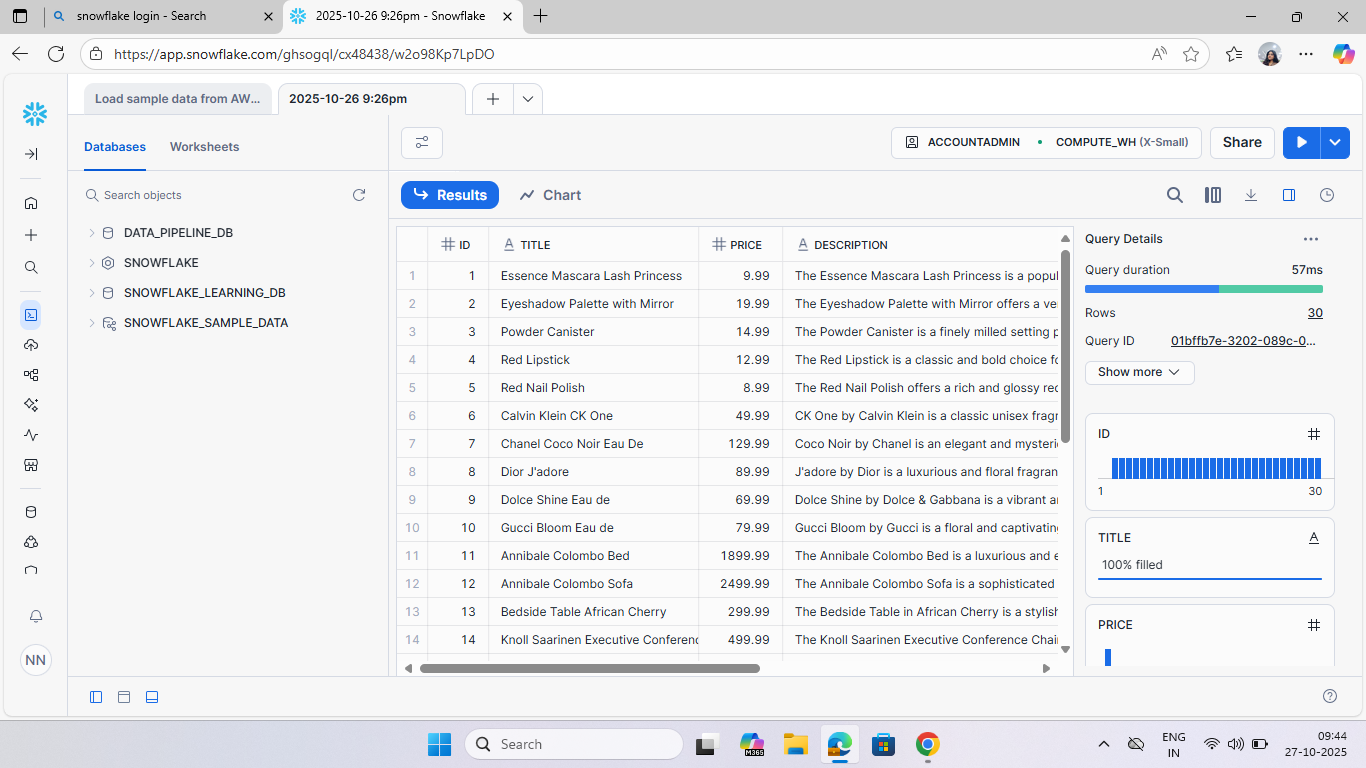 snowflake login - Search
2025-10-26 9:26pm - Snowflake
https://app.snowflake.com/ghsogql/cx48438/w2o98Kp7LpDO
Load sample data from AW...
2025-10-26 9:26pm
Databases
Worksheets
ACCOUNTADMIN
COMPUTE_WH (X-Small)
Share
Search objects
Results
Chart
DATA_PIPELINE_DB
SNOWFLAKE
SNOWFLAKE_LEARNING_DB
SNOWFLAKE_SAMPLE_DATA
ID TITLE PRICE DESCRIPTION
1 1 Essence Mascara Lash Princess 9.99 The Essence Mascara Lash Princess is a popul
2 2 Eyeshadow Palette with Mirror 19.99 The Eyeshadow Palette with Mirror offers a ve
3 3 Powder Canister 14.99 The Powder Canister is a finely milled setting p
4 4 Red Lipstick 12.99 The Red Lipstick is a classic and bold choice fo
5 5 Red Nail Polish 8.99 The Red Nail Polish offers a rich and glossy red
6 6 Calvin Klein CK One 49.99 CK One by Calvin Klein is a classic unisex fragr
7 7 Chanel Coco Noir Eau De 129.99 Coco Noir by Chanel is an elegant and mysteri
8 8 Dior J'adore 89.99 J'adore by Dior is a luxurious and floral fragran
9 9 Dolce Shine Eau de 69.99 Dolce Shine by Dolce & Gabbana is a vibrant a
10 10 Gucci Bloom Eau de 79.99 Gucci Bloom by Gucci is a floral and captivating
11 11 Annibale Colombo Bed 1899.99 The Annibale Colombo Bed is a luxurious and e
12 12 Annibale Colombo Sofa 2499.99 The Annibale Colombo Sofa is a sophisticated
13 13 Bedside Table African Cherry 299.99 The Bedside Table in African Cherry is a stylish
14 14 Knoll Saarinen Executive Conferenc 499.99 The Knoll Saarinen Executive Conference Chai
Query Details
Query duration 57ms
Rows 30
Query ID 01bffb7e-3202-089c-0...
Show more
ID
1 30
TITLE
100% filled
PRICE
NN
Search
M365
ENG
IN
09:44
27-10-2025